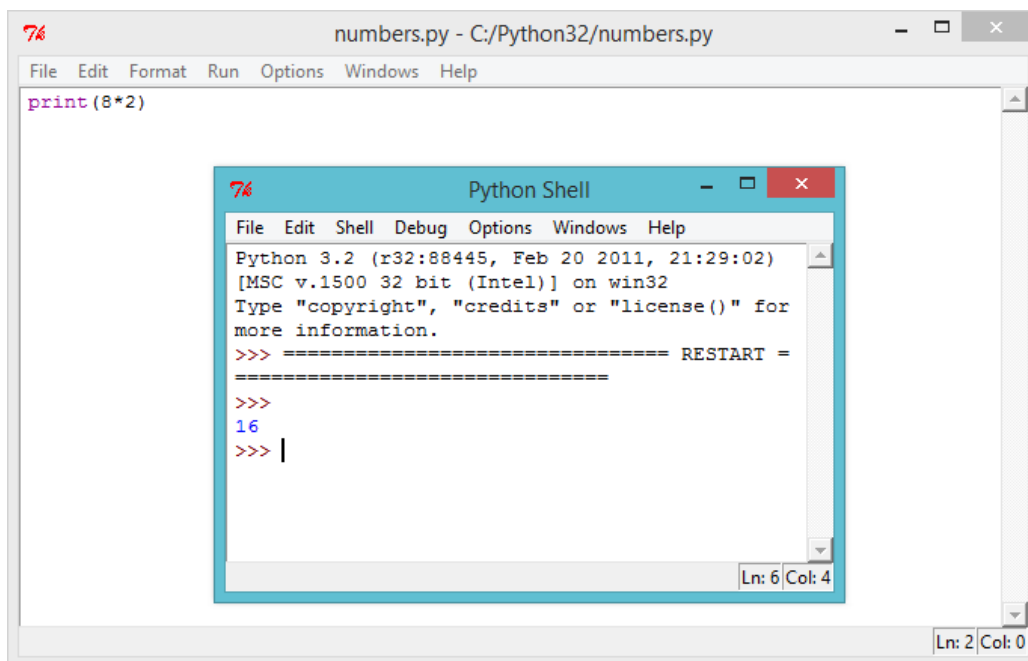 numbers.py - C:/Python32/numbers.py
File Edit Format Run Options Windows Help
print(8*2)
Python Shell
File Edit Shell Debug Options Windows Help
Python 3.2 (r32:88445, Feb 20 2011, 21:29:02)
[MSC v.1500 32 bit (Intel)] on win32
Type "copyright", "credits" or "license()" for
more information.
>>> ================================ RESTART =
===============================
>>>
16
>>>
Ln: 6 Col: 4
Ln: 2 Col: 0